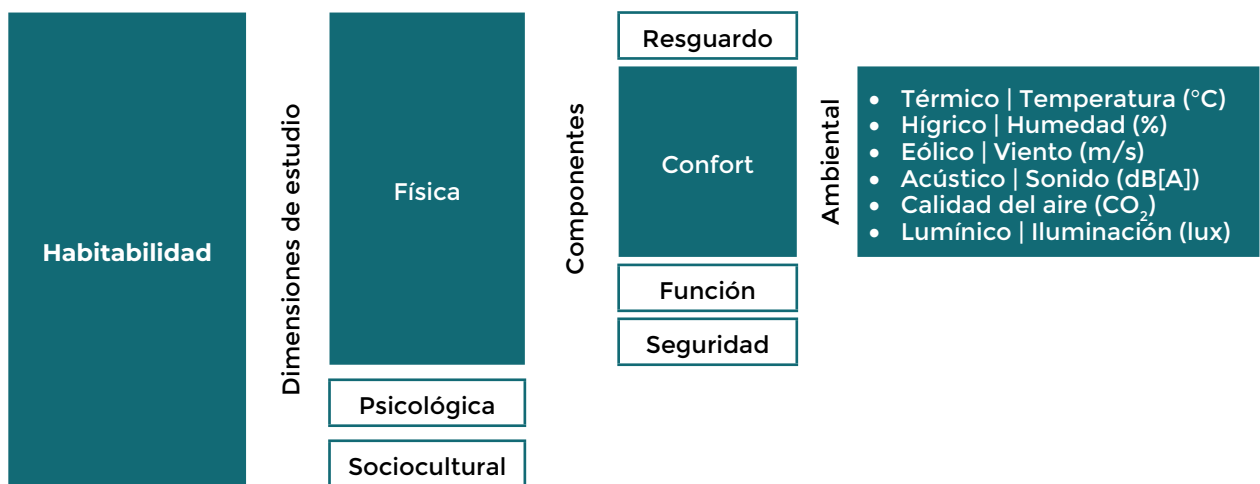 Habitabilidad
Dimensiones de estudio
Física
Psicológica
Sociocultural
Componentes
Resguardo
Confort
Función
Seguridad
Ambiental
• Térmico | Temperatura (°C)
• Hígrico | Humedad (%)
• Eólico | Viento (m/s)
• Acústico | Sonido (dB[A])
• Calidad del aire (CO₂)
• Lumínico | Iluminación (lux)